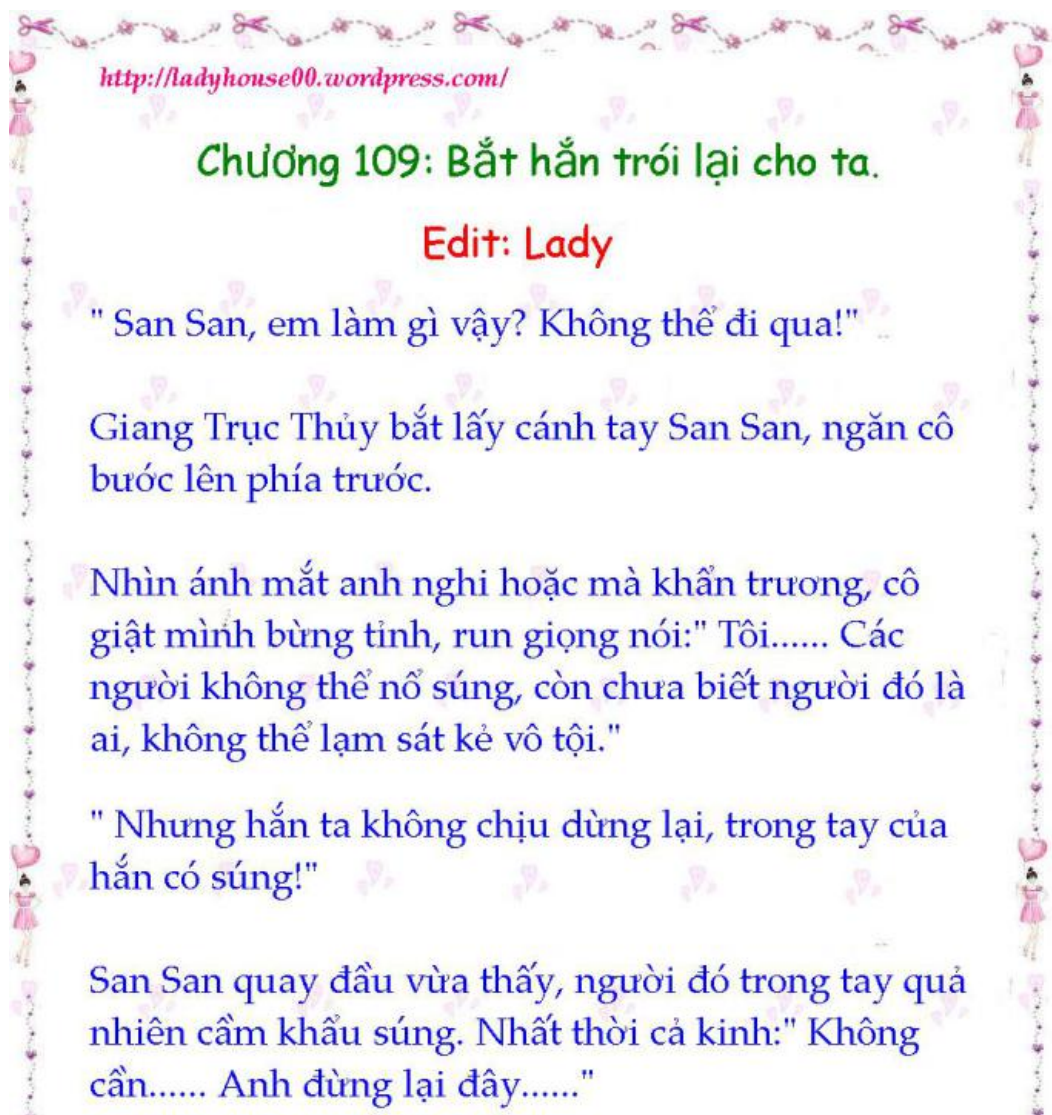 http://ladyhouse00.wordpress.com/
Chương 109: Bắt hắn trói lại cho ta.
Edit: Lady
" San San, em làm gì vậy? Không thể đi qua!"
Giang Trục Thủy bắt lấy cánh tay San San, ngăn cô
bước lên phía trước.
Nhìn ánh mắt anh nghi hoặc mà khẩn trương, cô
giật mình bừng tỉnh, run giọng nói:" Tôi...... Các
người không thể nổ súng, còn chưa biết người đó là
ai, không thể lạm sát kẻ vô tội."
" Nhưng hắn ta không chịu dừng lại, trong tay của
hắn có súng!"
San San quay đầu vừa thấy, người đó trong tay quả
nhiên cầm khẩu súng. Nhất thời cả kinh:" Không
cần...... Anh đừng lại đây......"